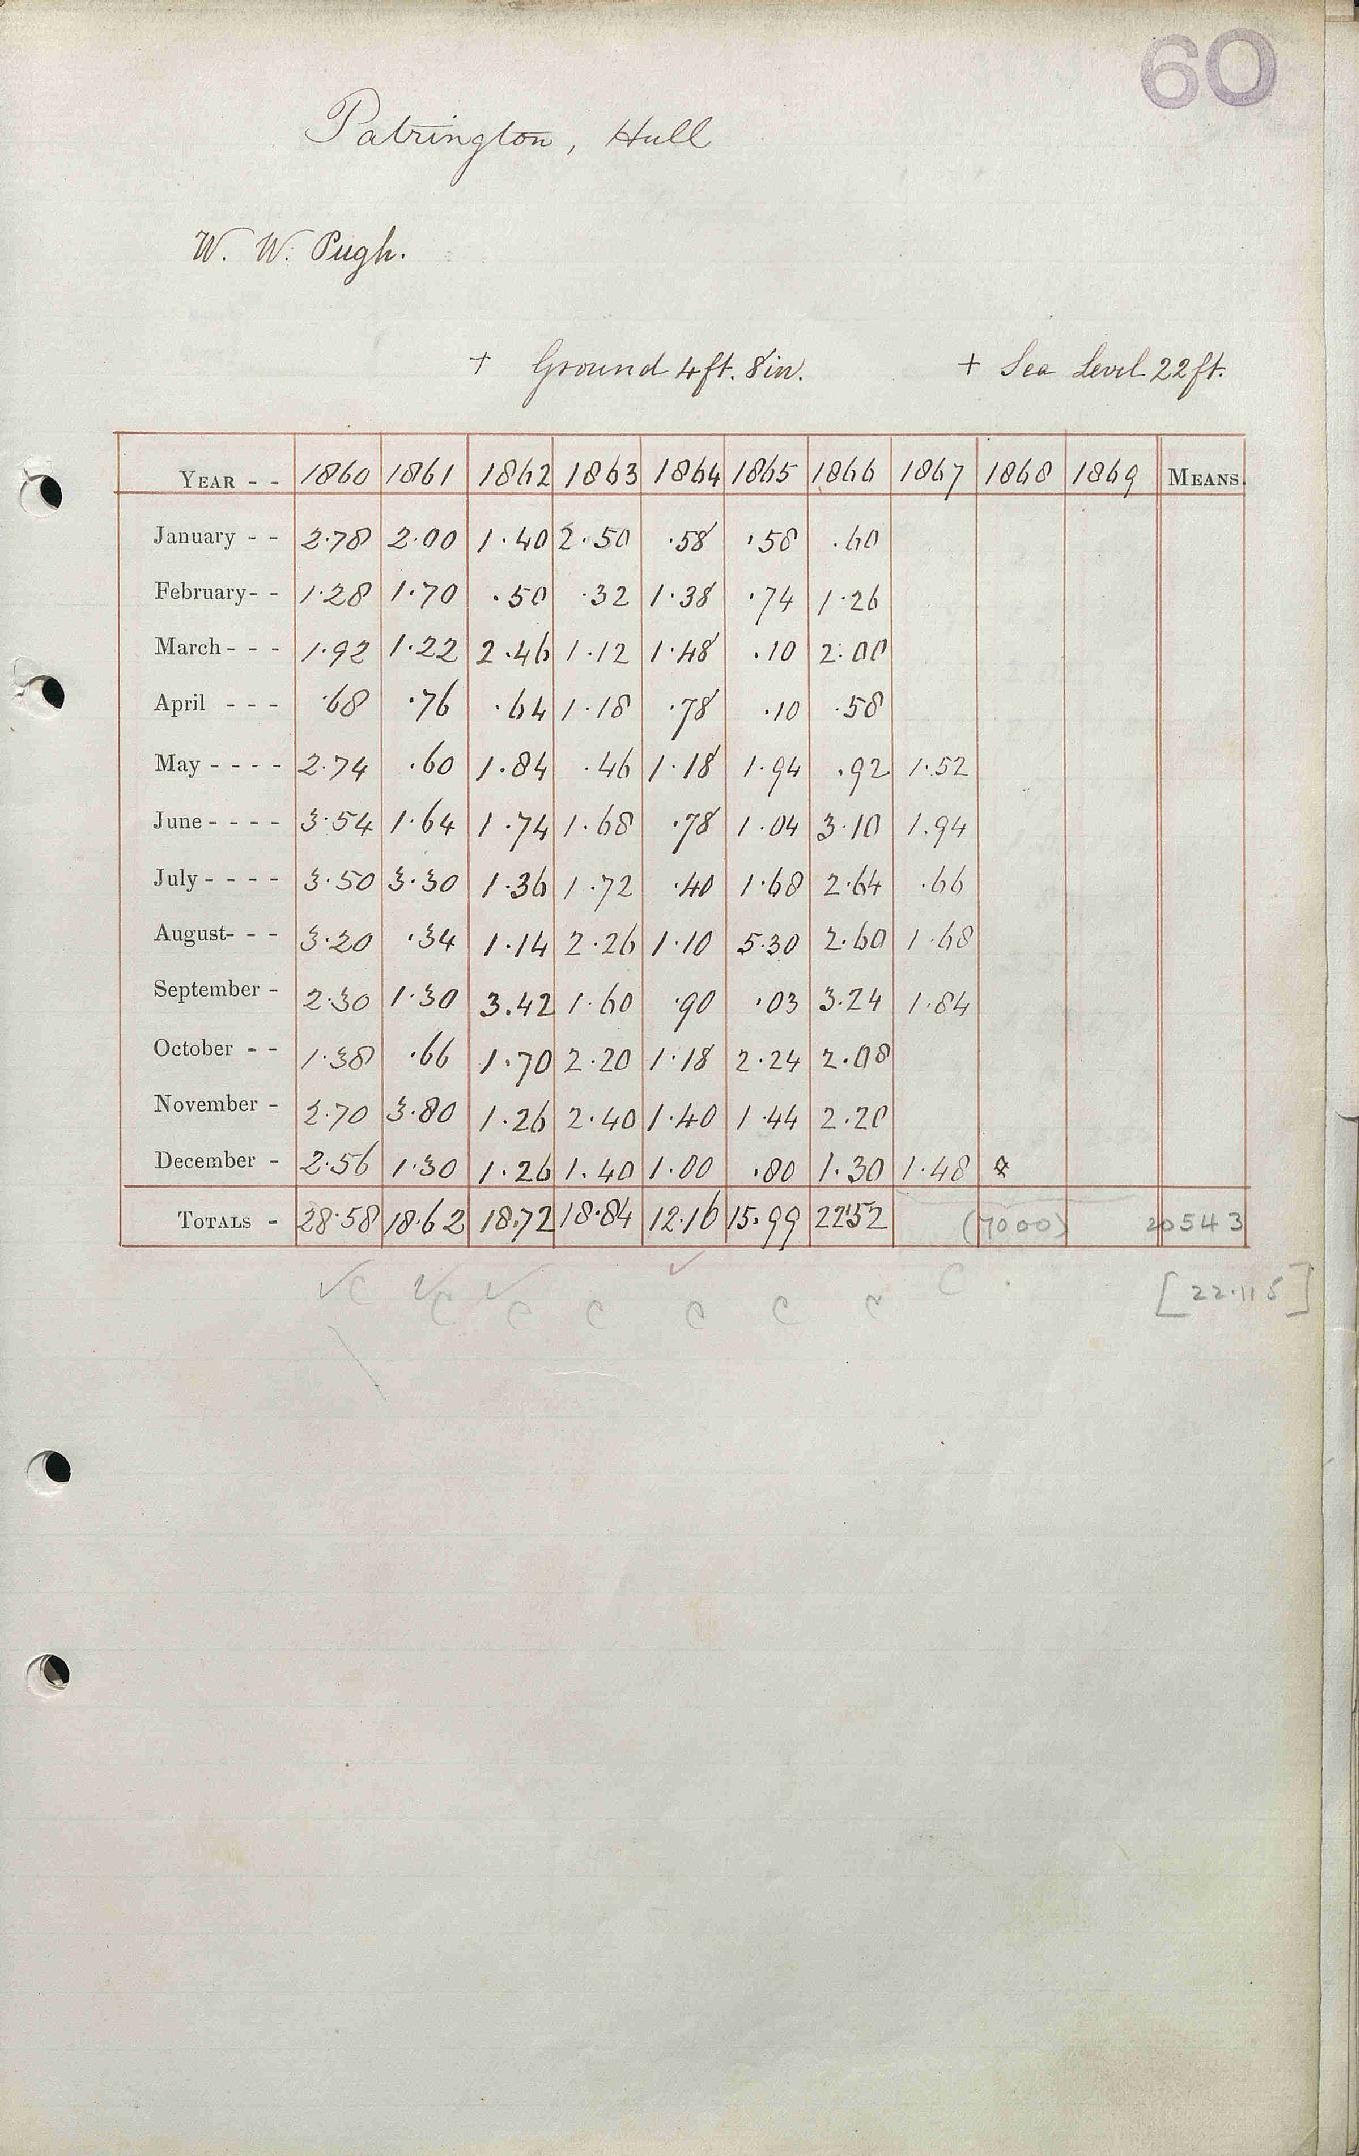 60
Patrington, Hull
W. W. Pugh.
+ Ground 4ft. 8in. + Sea Level 22ft.
YEAR - - 1860 1861 1862 1863 1864 1865 1866 1867 1868 1869 MEANS.
January - - 2.78 2.00 1.40 2.50 .58 .58 .60
February - - 1.28 1.70 .50 .32 1.38 .74 1.26
March - - - 1.92 1.22 2.46 1.12 1.48 .10 2.00
April - - - .68 .76 .64 1.18 .78 .10 .58
May - - - - 2.74 .60 1.84 .46 1.18 1.94 .92 1.52
June - - - - 3.54 1.64 1.74 1.68 .78 1.04 3.10 1.94
July - - - - 3.50 3.30 1.36 1.72 .40 1.68 2.64 .66
August - - - 3.20 .34 1.14 2.26 1.10 5.30 2.60 1.68
September - 2.30 1.30 3.42 1.60 .90 .03 3.24 1.84
October - - 1.38 .66 1.70 2.20 1.18 2.24 2.08
November - 2.70 3.80 1.26 2.40 1.40 1.44 2.20
December - 2.56 1.30 1.26 1.40 1.00 .80 1.30 1.48
TOTALS - 28.58 18.62 18.72 18.84 12.16 15.99 22.52 (7000) 20543
C C C C C C C C [22.115]